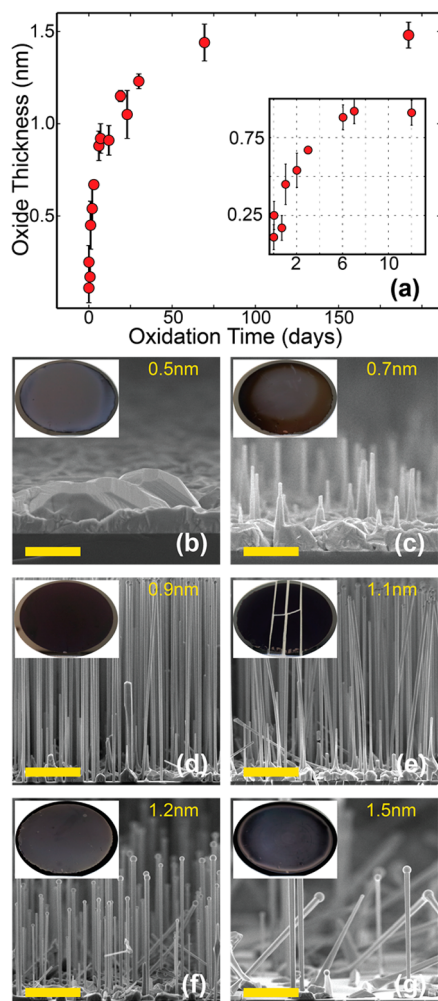 1.5
1.0
0.5
Oxide Thickness (nm)
0.75
0.25
2
6
10
(a)
0
50
100
150
Oxidation Time (days)
0.5nm
(b)
0.7nm
(c)
0.9nm
(d)
1.1nm
(e)
1.2nm
(f)
1.5nm
(g)